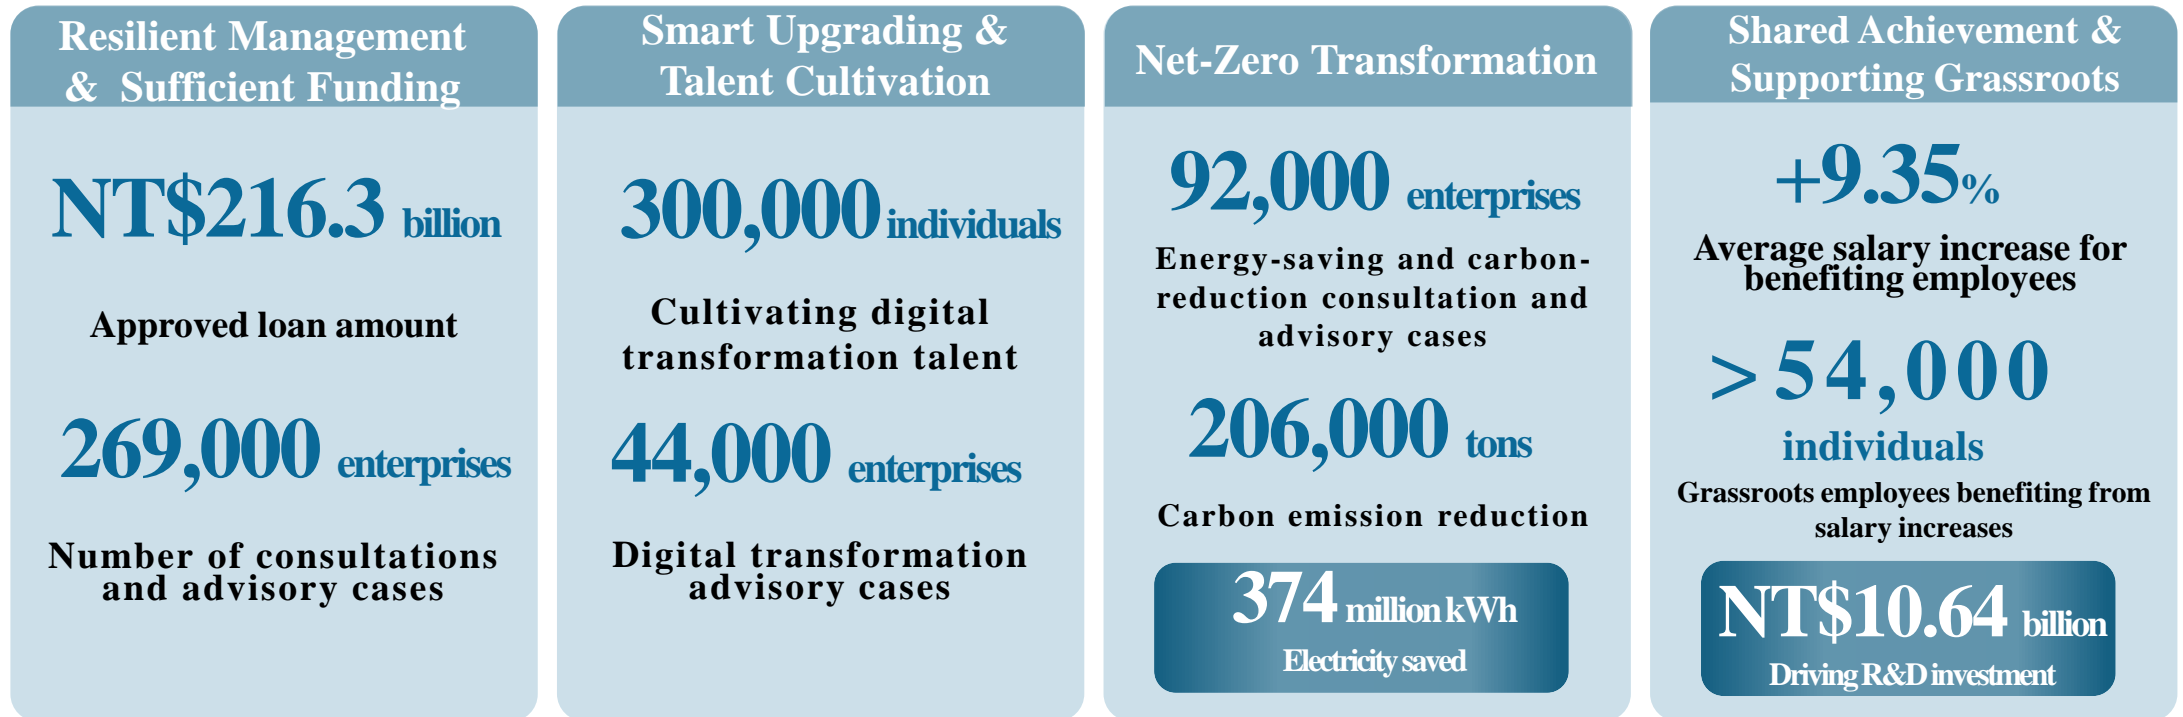 Resilient Management
& Sufficient Funding
NT$216.3 billion
Approved loan amount
269,000 enterprises
Number of consultations
and advisory cases
Smart Upgrading &
Talent Cultivation
300,000 individuals
Cultivating digital
transformation talent
44,000 enterprises
Digital transformation
advisory cases
Net-Zero Transformation
92,000 enterprises
Energy-saving and carbon-
reduction consultation and
advisory cases
206,000 tons
Carbon emission reduction
374 million kWh
Electricity saved
Shared Achievement &
Supporting Grassroots
+9.35%
Average salary increase for
benefiting employees
> 54,000
individuals
Grassroots employees benefiting from
salary increases
NT$10.64 billion
Driving R&D investment